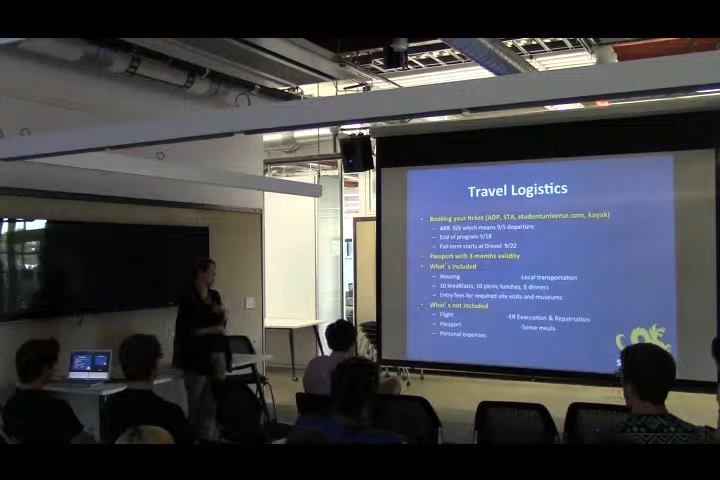 Travel Logistics
• Booking your ticket (ADP, STA, studentuniverse.com, kayak)
– ARR 9/6 which means 9/5 departure
– End of program 9/18
– Fall term starts at Drexel 9/22
• Passport with 3 months validity
• What's included
– Housing -Local transportation
– 10 breakfasts, 10 picnic lunches, 6 dinners
– Entry fees for required site visits and museums
• What's not included
– Flight -ER Evacuation & Repatriation
– Passport -Some meals
– Personal expenses